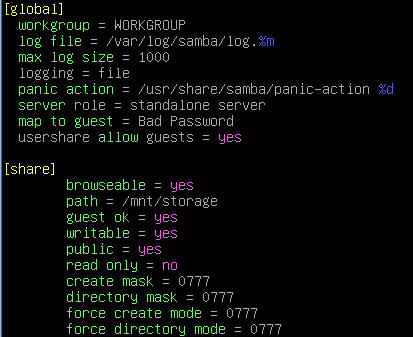 [global]
workgroup = WORKGROUP
log file = /var/log/samba/log.%m
max log size = 1000
logging = file
panic action = /usr/share/samba/panic-action %d
server role = standalone server
map to guest = Bad Password
usershare allow guests = yes
[share]
browseable = yes
path = /mnt/storage
guest ok = yes
writable = yes
public = yes
read only = no
create mask = 0777
directory mask = 0777
force create mode = 0777
force directory mode = 0777